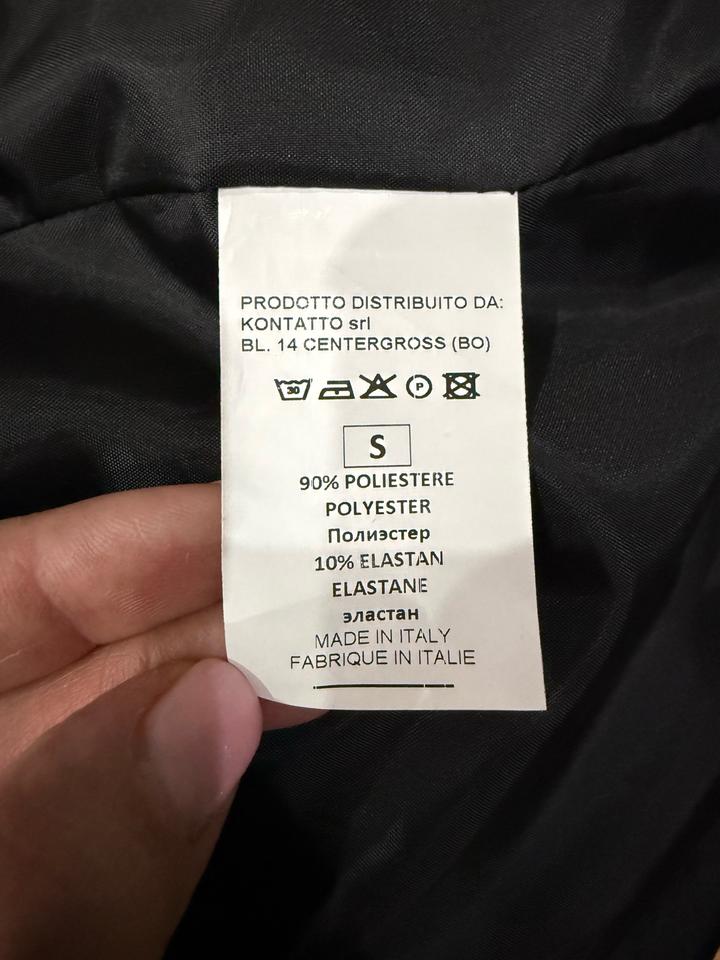 PRODOTTO DISTRIBUITO DA:
KONTATTO srl
BL. 14 CENTERGROSS (BO)
30 P
S
90% POLIESTERE
POLYESTER
Полиэстер
10% ELASTAN
ELASTANE
эластан
MADE IN ITALY
FABRIQUE IN ITALIE